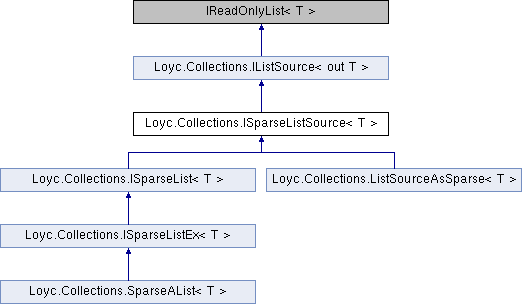 IReadOnlyList< T >
Loyc.Collections.IListSource< out T >
Loyc.Collections.ISparseListSource< T >
Loyc.Collections.ISparseList< T >
Loyc.Collections.ListSourceAsSparse< T >
Loyc.Collections.ISparseListEx< T >
Loyc.Collections.SparseAList< T >